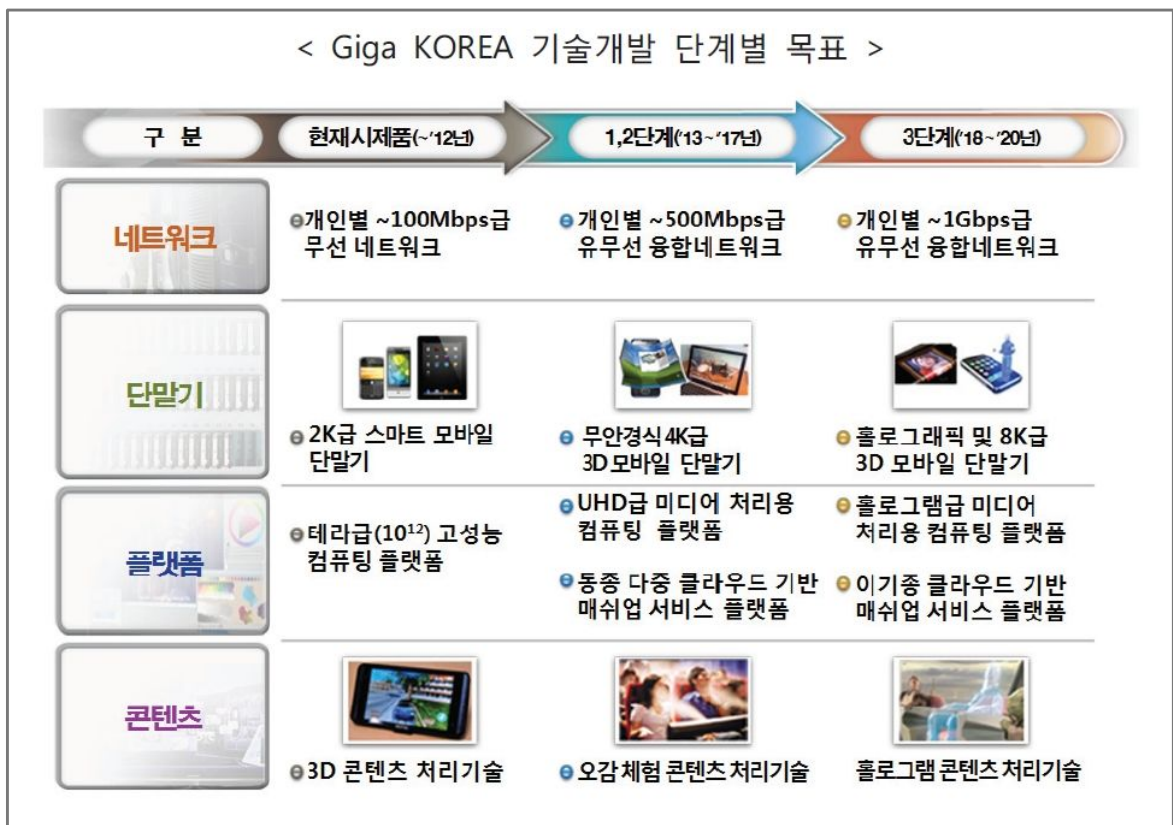 < Giga KOREA 기술개발 단계별 목표 >
구 분
현재시제품(~'12년)
1,2단계('13~'17년)
3단계('18~'20년)
네트워크
개인별 ~100Mbps급
무선 네트워크
개인별 ~500Mbps급
유무선 융합네트워크
개인별 ~1Gbps급
유무선 융합네트워크
단말기
2K급 스마트 모바일
단말기
무안경식 4K급
3D 모바일 단말기
홀로그래픽 및 8K급
3D 모바일 단말기
플랫폼
테라급(10¹²) 고성능
컴퓨팅 플랫폼
UHD급 미디어 처리용
컴퓨팅 플랫폼
동종 다중 클라우드 기반
매쉬업 서비스 플랫폼
홀로그램급 미디어
처리용 컴퓨팅 플랫폼
이기종 클라우드 기반
매쉬업 서비스 플랫폼
콘텐츠
3D 콘텐츠 처리기술
오감체험 콘텐츠 처리기술
홀로그램 콘텐츠 처리기술